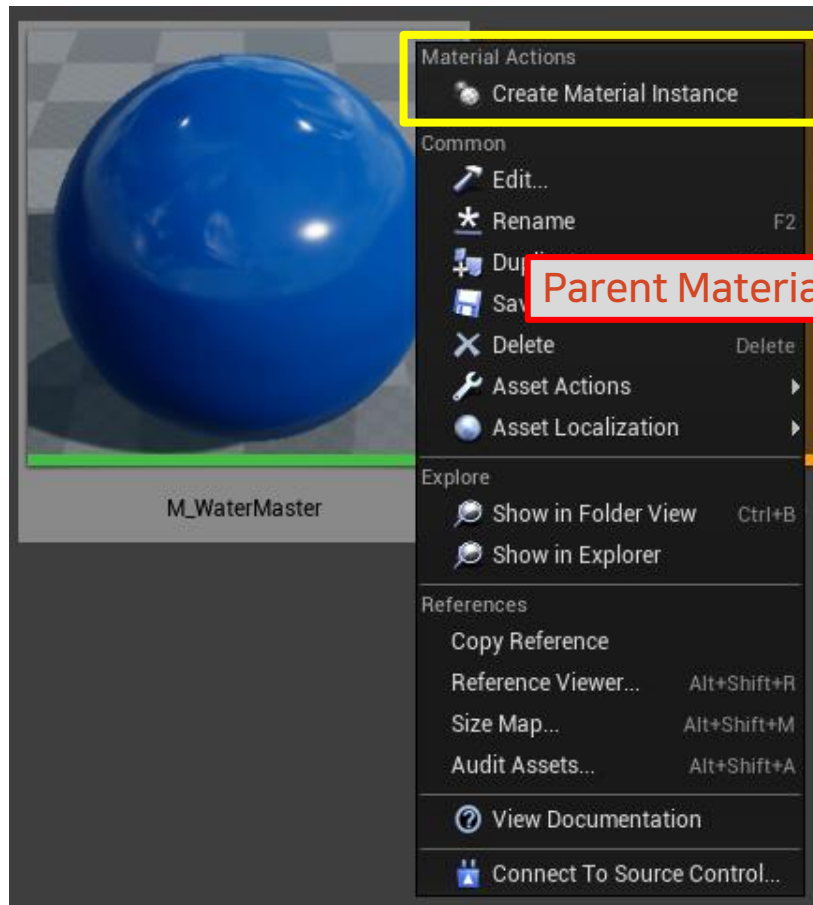 Material Actions
Create Material Instance
Common
Edit...
Rename F2
Parent Materia
Delete Delete
Asset Actions
Asset Localization
M_WaterMaster
Explore
Show in Folder View Ctrl+B
Show in Explorer
References
Copy Reference
Reference Viewer... Alt+Shift+R
Size Map... Alt+Shift+M
Audit Assets... Alt+Shift+A
View Documentation
Connect To Source Control...